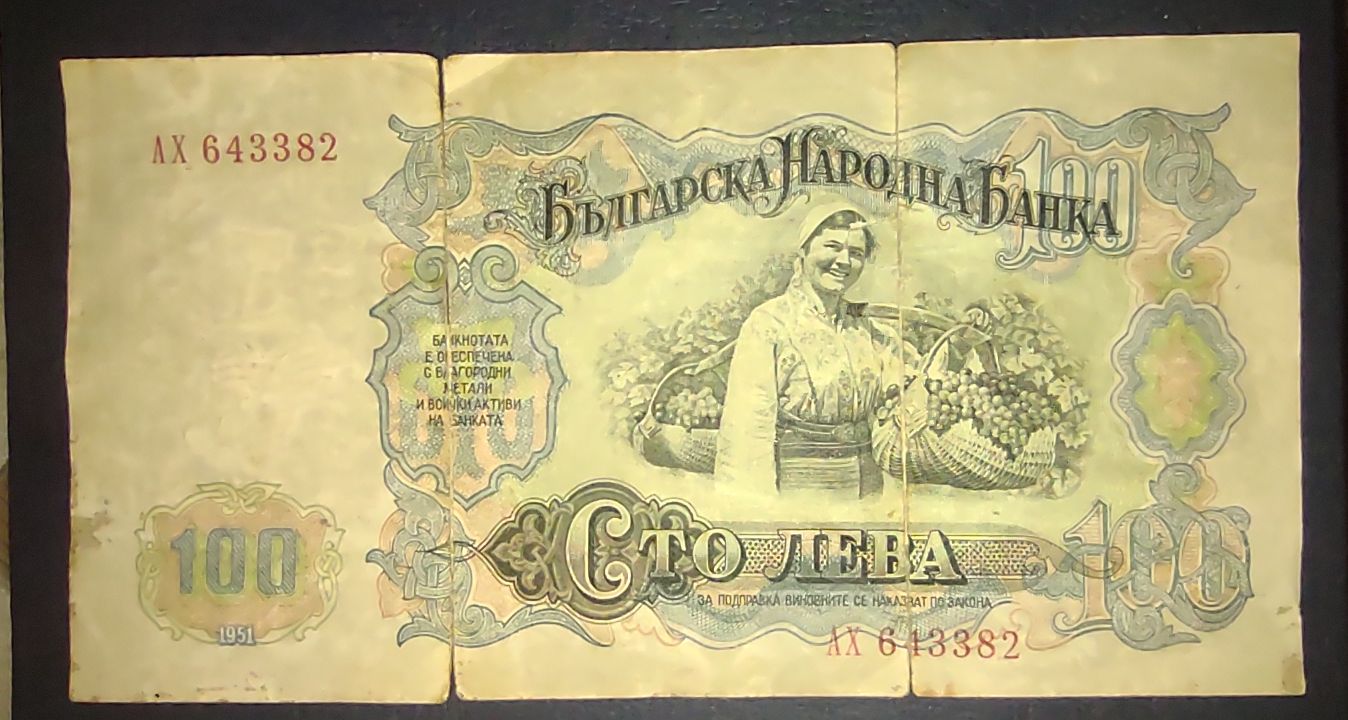 АХ 643382
БЪЛГАРСКА НАРОДНА БАНКА
100
БАНКНОТАТА
Е ОБЕСПЕЧЕНА
С БЛАГОРОДНИ
МЕТАЛИ
И ВСИЧКИ АКТИВИ
НА БАНКАТА
100
1951
СТО ЛЕВА
100
ЗА ПОДПРАВКА ВИНОВНИТЕ СЕ НАКАЗВАТ ПО ЗАКОНА
АХ 643382